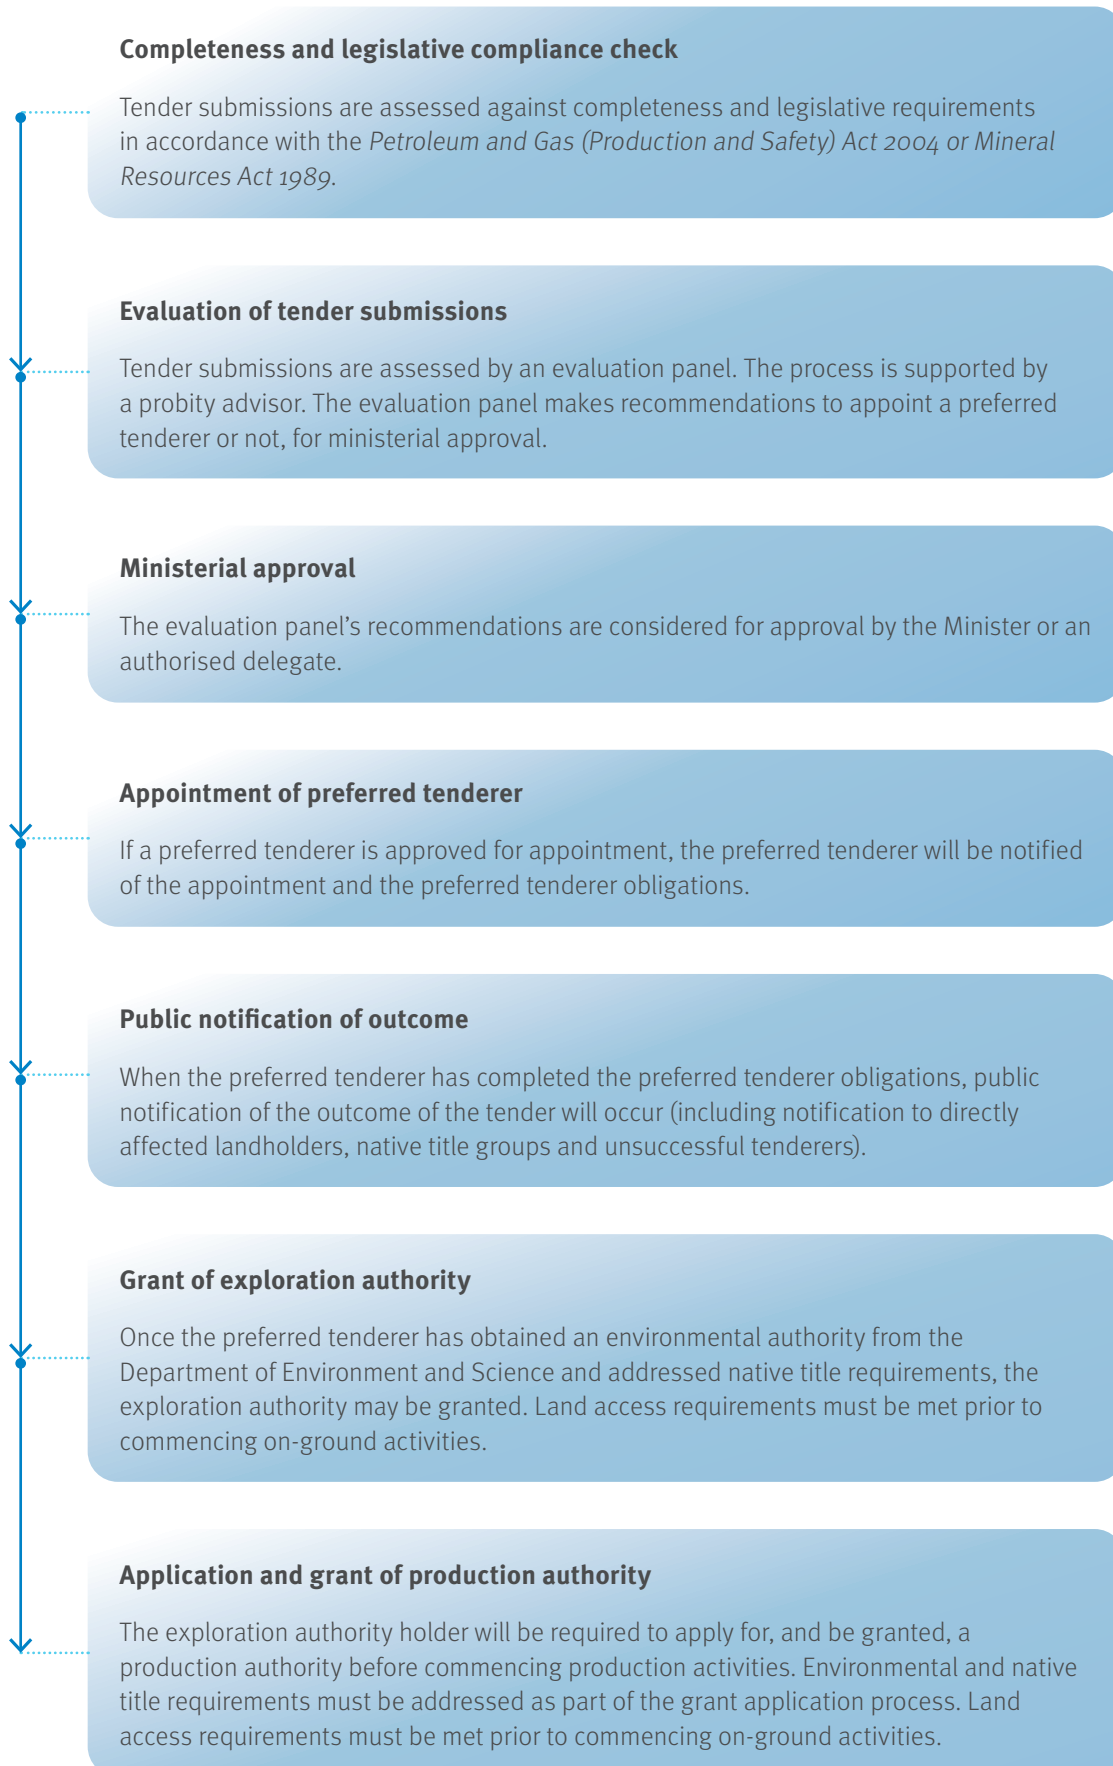 Completeness and legislative compliance check
Tender submissions are assessed against completeness and legislative requirements
in accordance with the Petroleum and Gas (Production and Safety) Act 2004 or Mineral
Resources Act 1989.
Evaluation of tender submissions
Tender submissions are assessed by an evaluation panel. The process is supported by
a probity advisor. The evaluation panel makes recommendations to appoint a preferred
tenderer or not, for ministerial approval.
Ministerial approval
The evaluation panel’s recommendations are considered for approval by the Minister or an
authorised delegate.
Appointment of preferred tenderer
If a preferred tenderer is approved for appointment, the preferred tenderer will be notified
of the appointment and the preferred tenderer obligations.
Public notification of outcome
When the preferred tenderer has completed the preferred tenderer obligations, public
notification of the outcome of the tender will occur (including notification to directly
affected landholders, native title groups and unsuccessful tenderers).
Grant of exploration authority
Once the preferred tenderer has obtained an environmental authority from the
Department of Environment and Science and addressed native title requirements, the
exploration authority may be granted. Land access requirements must be met prior to
commencing on-ground activities.
Application and grant of production authority
The exploration authority holder will be required to apply for, and be granted, a
production authority before commencing production activities. Environmental and native
title requirements must be addressed as part of the grant application process. Land
access requirements must be met prior to commencing on-ground activities.